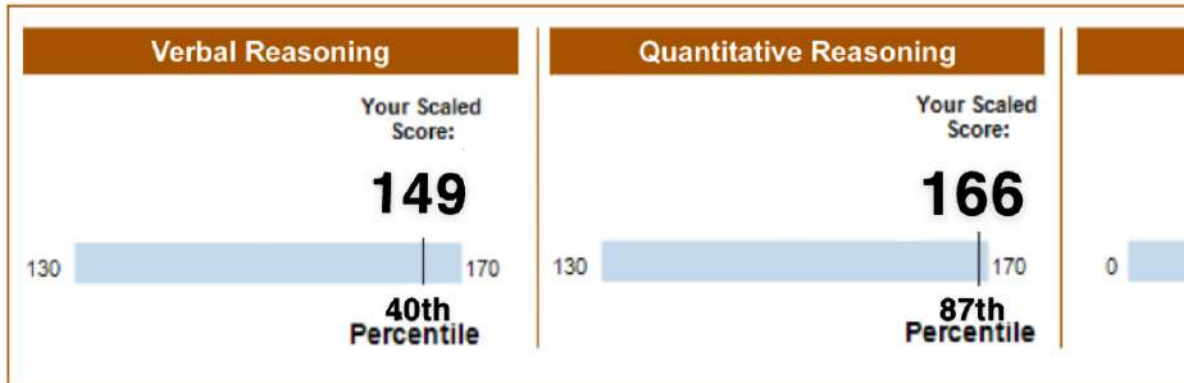 Verbal Reasoning
Your Scaled
Score:
149
130
170
40th
Percentile
Quantitative Reasoning
Your Scaled
Score:
166
130
170
87th
Percentile
0